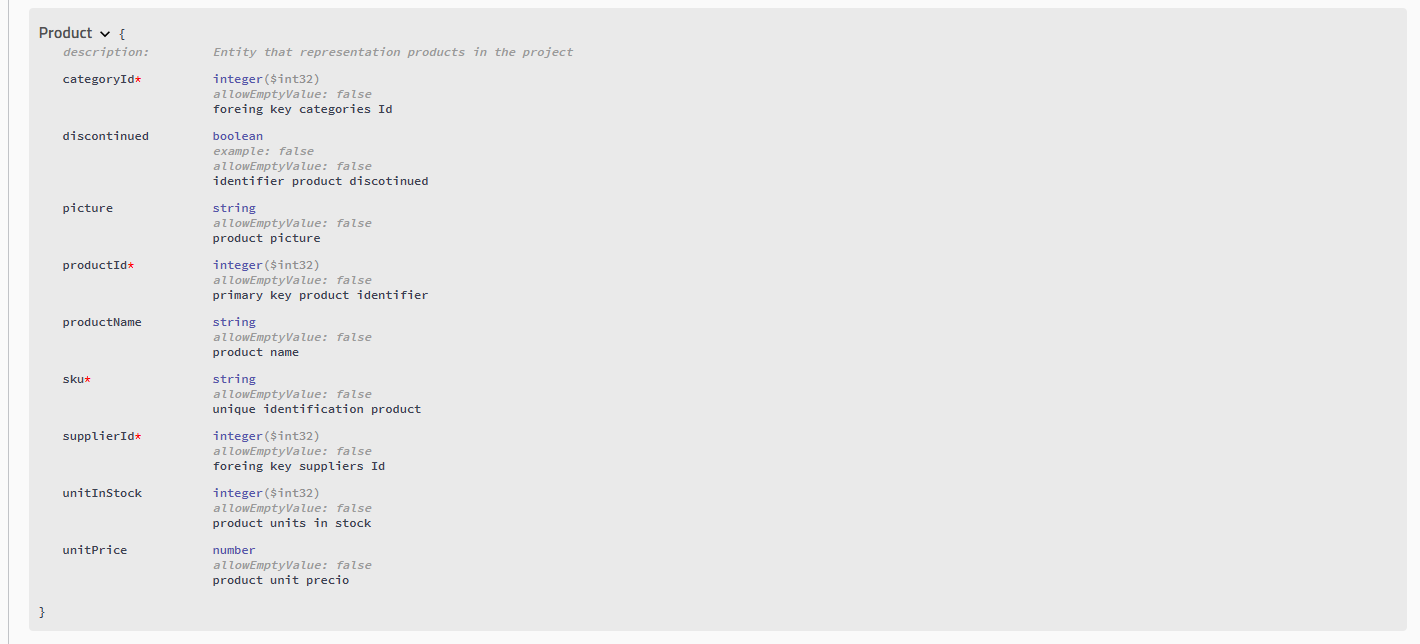 Product {
description: Entity that representation products in the project
categoryId* integer($int32)
allowEmptyValue: false
foreing key categories Id
discontinued boolean
example: false
allowEmptyValue: false
identifier product discotinued
picture string
allowEmptyValue: false
product picture
productId* integer($int32)
allowEmptyValue: false
primary key product identifier
productName string
allowEmptyValue: false
product name
sku* string
allowEmptyValue: false
unique identification product
supplierId* integer($int32)
allowEmptyValue: false
foreing key suppliers Id
unitInStock integer($int32)
allowEmptyValue: false
product units in stock
unitPrice number
allowEmptyValue: false
product unit precio
}